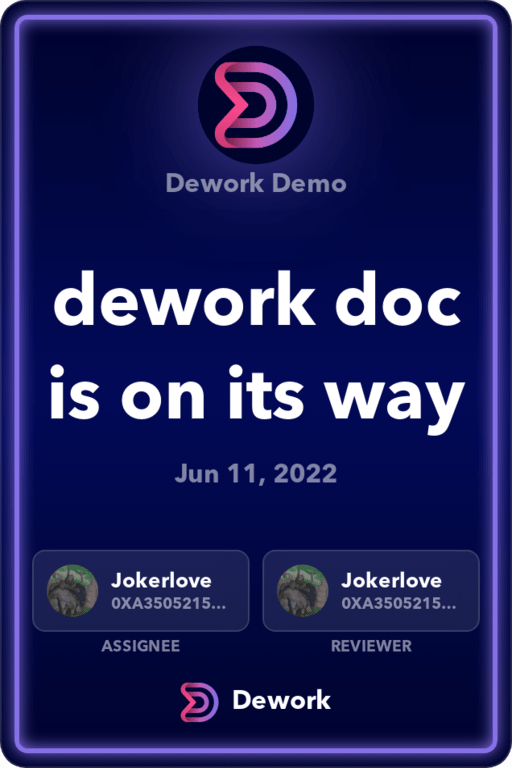 Dework Demo
dework doc
is on its way
Jun 11, 2022
Jokerlove
0XA3505215...
ASSIGNEE
Jokerlove
0XA3505215...
REVIEWER
Dework